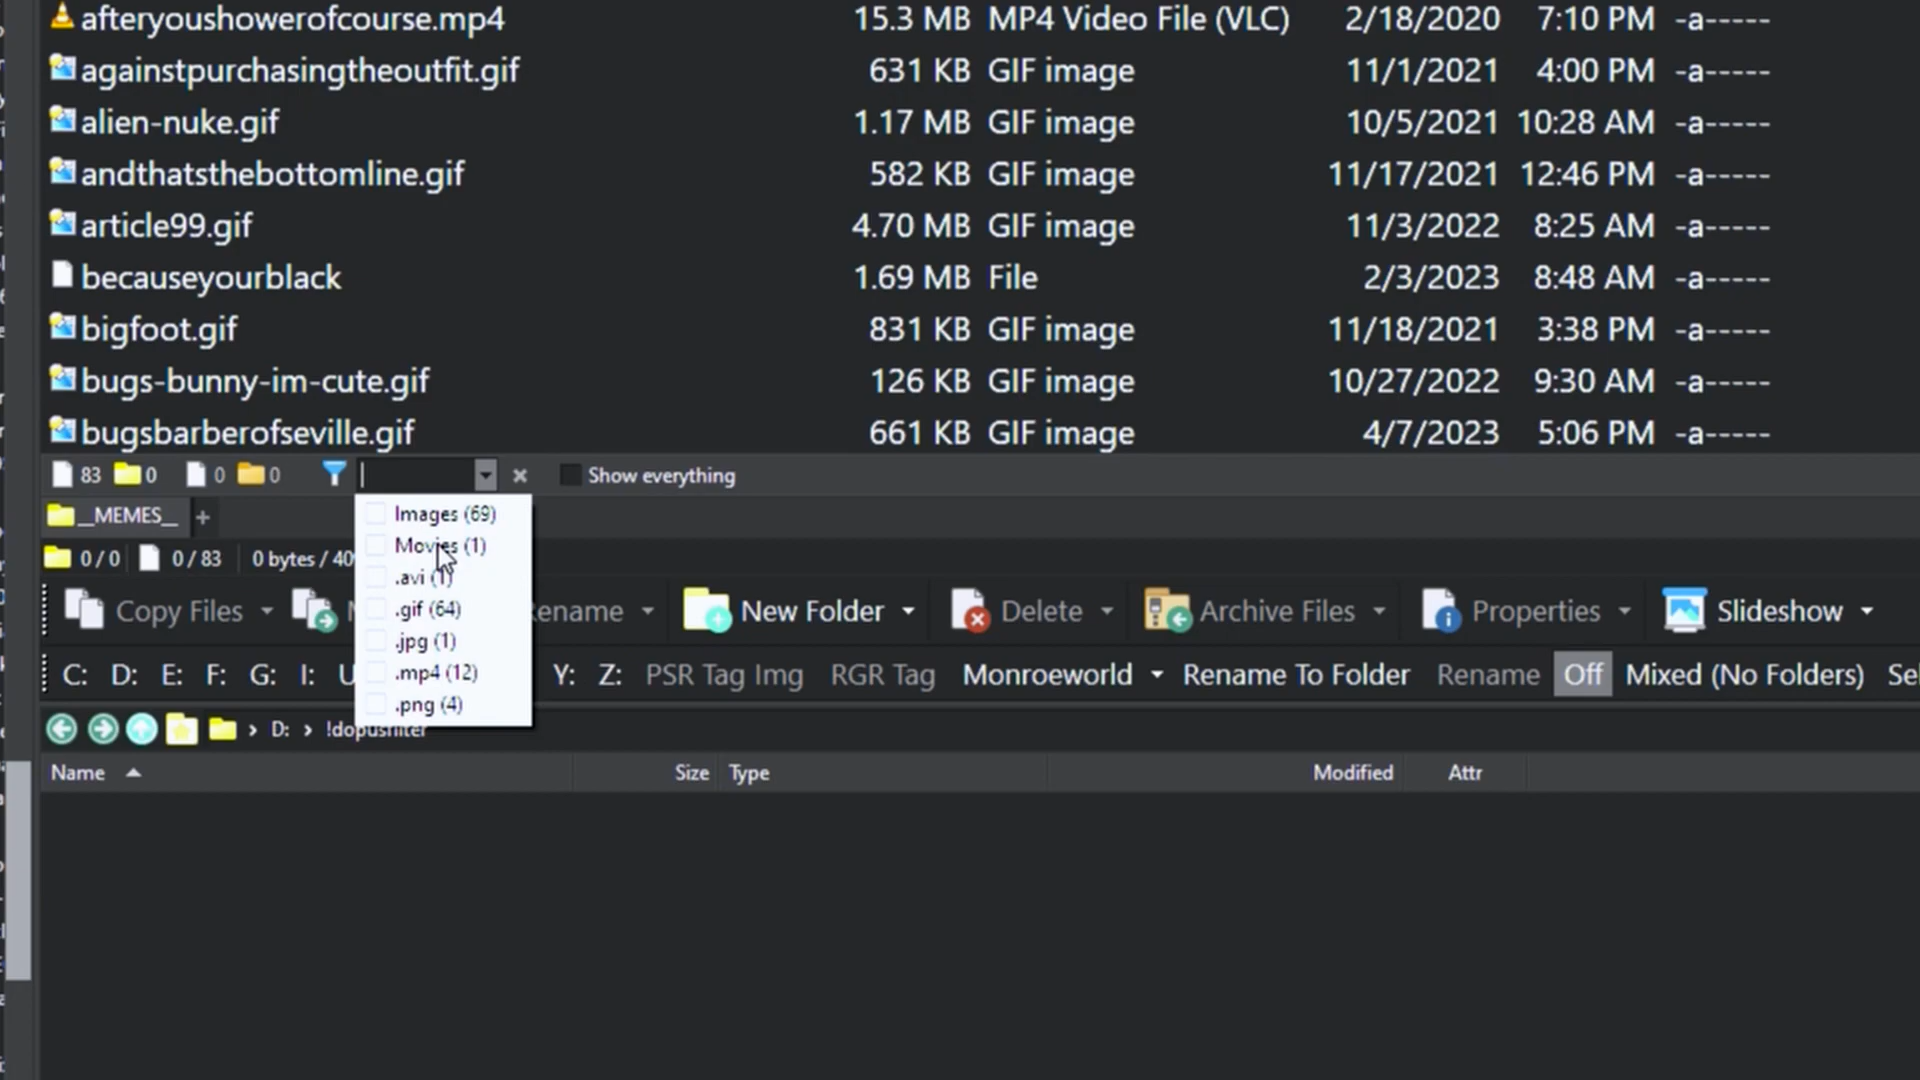 afteryoushowerofcourse.mp4 15.3 MB MP4 Video File (VLC) 2/18/2020 7:10 PM -a-----
againstpurchasingtheoutfit.gif 631 KB GIF image 11/1/2021 4:00 PM -a-----
alien-nuke.gif 1.17 MB GIF image 10/5/2021 10:28 AM -a-----
andthatsthebottomline.gif 582 KB GIF image 11/17/2021 12:46 PM -a-----
article99.gif 4.70 MB GIF image 11/3/2022 8:25 AM -a-----
becauseyourblack 1.69 MB File 2/3/2023 8:48 AM -a-----
bigfoot.gif 831 KB GIF image 11/18/2021 3:38 PM -a-----
bugs-bunny-im-cute.gif 126 KB GIF image 10/27/2022 9:30 AM -a-----
bugsbarberofseville.gif 661 KB GIF image 4/7/2023 5:06 PM -a-----
83 0 0 0 Show everything
Images (69)
Movies (1)
.avi (1)
.gif (64)
.jpg (1)
.mp4 (12)
.png (4)
__MEMES__ +
0 / 0 0 / 83 0 bytes / 40
Copy Files Rename New Folder Delete Archive Files Properties Slideshow
C: D: E: F: G: I: U Y: Z: PSR Tag Img RGR Tag Monroeworld Rename To Folder Rename Off Mixed (No Folders) Sel
> D: > !dopusfilter
Name Size Type Modified Attr